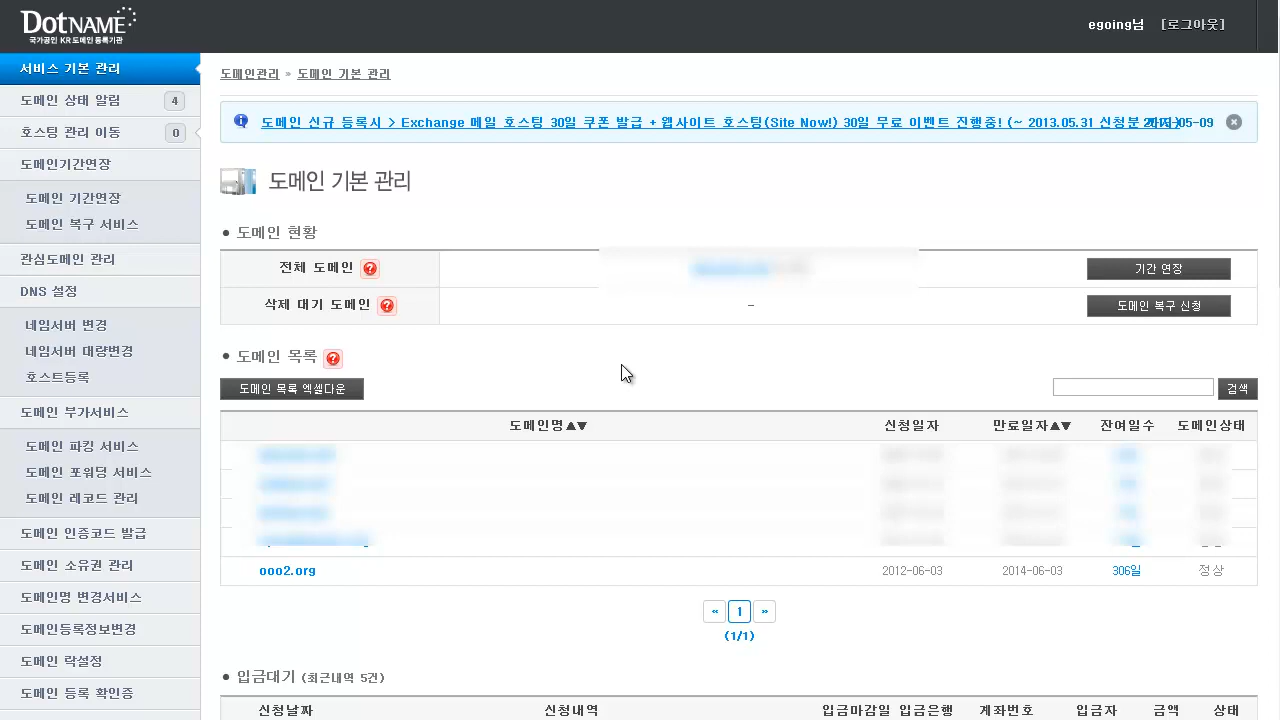 DOTNAME
국가공인 KR도메인등록기관
egoing님 [로그아웃]
서비스 기본 관리
도메인 상태 알림 4
호스팅 관리 이동 0
도메인기간연장
도메인 기간연장
도메인 복구 서비스
관심도메인 관리
DNS 설정
네임서버 변경
네임서버 대량변경
호스트등록
도메인 부가서비스
도메인 파킹 서비스
도메인 포워딩 서비스
도메인 레코드 관리
도메인 인증코드 발급
도메인 소유권 관리
도메인명 변경서비스
도메인등록정보변경
도메인 락설정
도메인 등록 확인증
도메인관리 » 도메인 기본 관리
도메인 신규 등록시 > Exchange 메일 호스팅 30일 쿠폰 발급 + 웹사이트 호스팅(Site Now!) 30일 무료 이벤트 진행중! (~ 2013.05.31 신청분
도메인 기본 관리
• 도메인 현황
전체 도메인 ? 기간 연장
삭제 대기 도메인 ? - 도메인 복구 신청
• 도메인 목록 ?
도메인 목록 엑셀다운 검색
도메인명▲▼ 신청일자 만료일자▲▼ 잔여일수 도메인상태
ooo2.org 2012-06-03 2014-06-03 306일 정상
« 1 »
(1/1)
• 입금대기 (최근내역 5건)
신청날짜 신청내역 입금마감일 입금은행 계좌번호 입금자 금액 상태